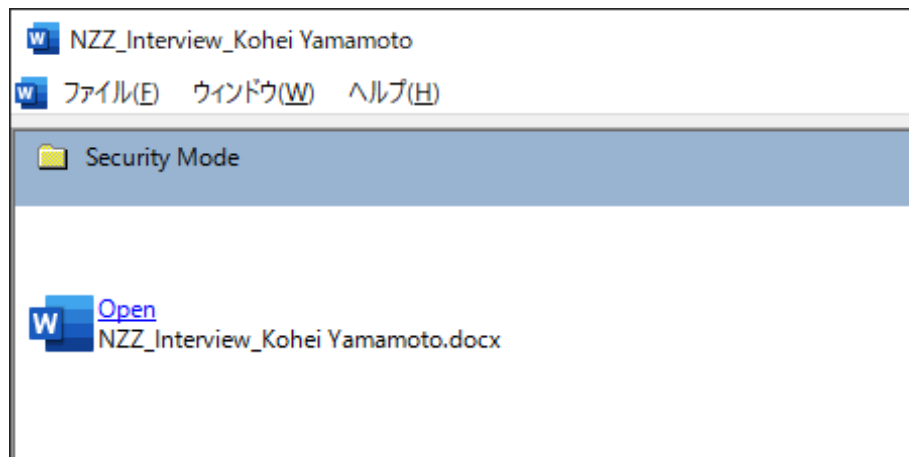 NZZ_Interview_Kohei Yamamoto
ファイル(F) ウィンドウ(W) ヘルプ(H)
Security Mode
Open
NZZ_Interview_Kohei Yamamoto.docx